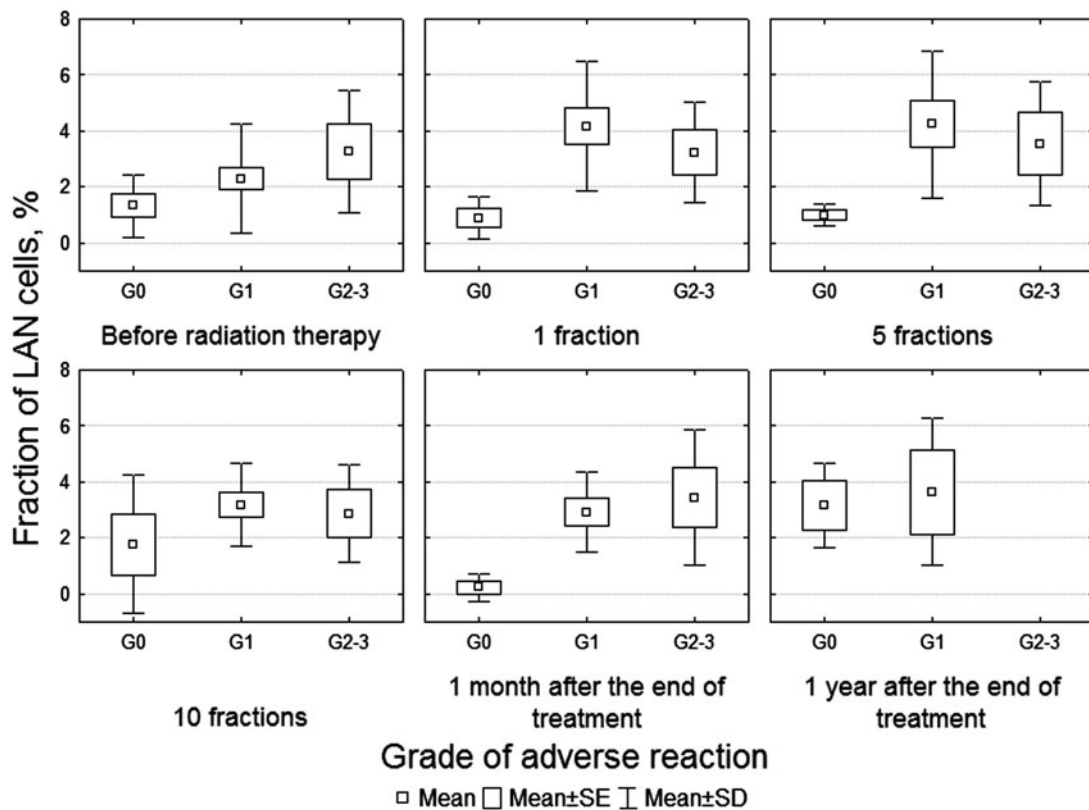 Fraction of LAN cells, %
8
6
4
2
0
G0 G1 G2-3
Before radiation therapy
G0 G1 G2-3
1 fraction
G0 G1 G2-3
5 fractions
8
6
4
2
0
G0 G1 G2-3
10 fractions
G0 G1 G2-3
1 month after the end of
treatment
G0 G1 G2-3
1 year after the end of
treatment
Grade of adverse reaction
Mean Mean±SE Mean±SD